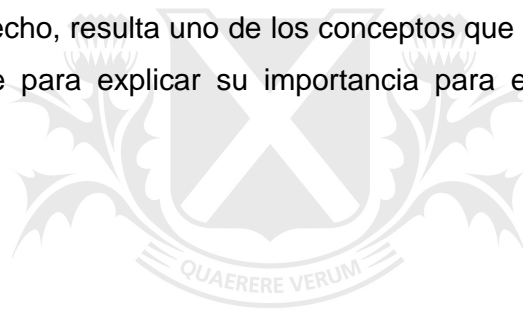 echo, resulta uno de los conceptos que
e para explicar su importancia para e
QUAERERE VERUM